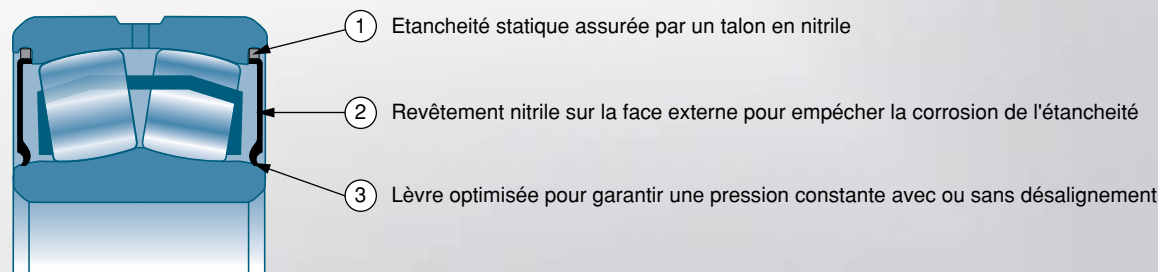 1 Etancheité statique assurée par un talon en nitrile
2 Revêtement nitrile sur la face externe pour empécher la corrosion de l'étancheité
3 Lèvre optimisée pour garantir une pression constante avec ou sans désalignement